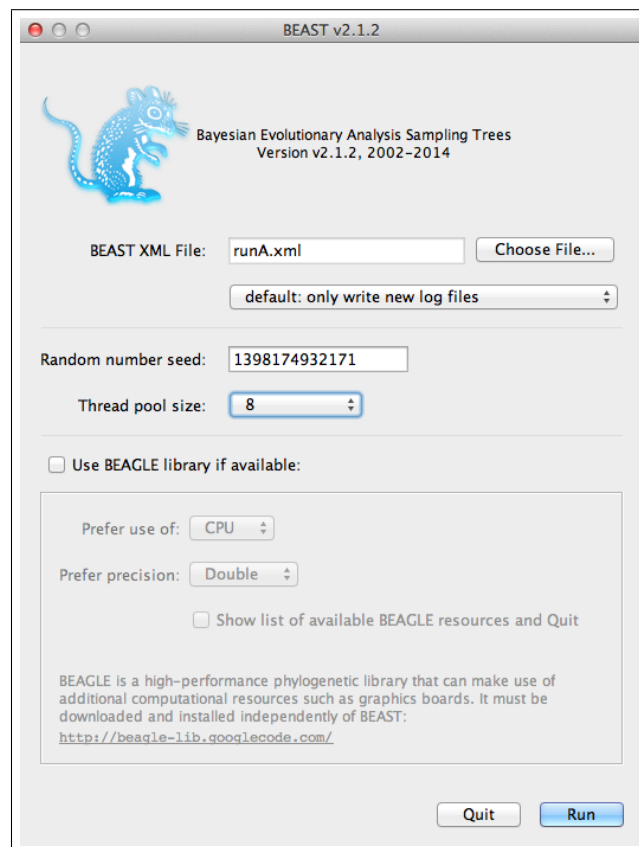 BEAST v2.1.2
Bayesian Evolutionary Analysis Sampling Trees
Version v2.1.2, 2002–2014
BEAST XML File: runA.xml Choose File...
default: only write new log files
Random number seed: 1398174932171
Thread pool size: 8
Use BEAGLE library if available:
Prefer use of: CPU
Prefer precision: Double
Show list of available BEAGLE resources and Quit
BEAGLE is a high-performance phylogenetic library that can make use of
additional computational resources such as graphics boards. It must be
downloaded and installed independently of BEAST:
http://beagle-lib.googlecode.com/
Quit Run